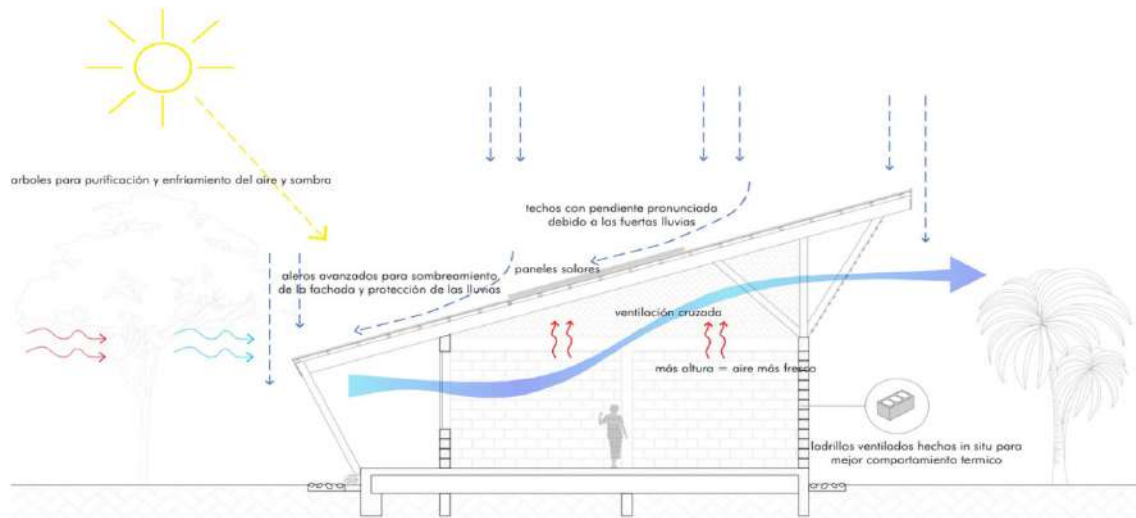 arboles para purificación y enfriamiento del aire y sombra
techos con pendiente pronunciada
debido a las fuertas lluvias
aleros avanzados para sombreamiento
de la fachada y protección de las lluvias
paneles solares
ventilación cruzada
más altura = aire más fresco
ladrillos ventilados hechos in situ para
mejor comportamiento termico